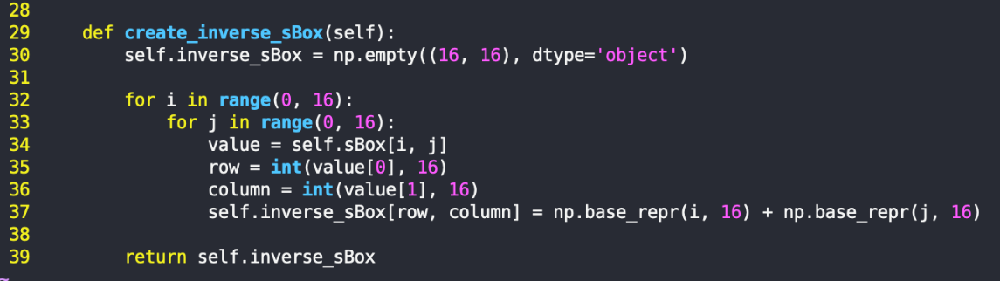 28
29     def create_inverse_sBox(self):
30         self.inverse_sBox = np.empty((16, 16), dtype='object')
31
32         for i in range(0, 16):
33             for j in range(0, 16):
34                 value = self.sBox[i, j]
35                 row = int(value[0], 16)
36                 column = int(value[1], 16)
37                 self.inverse_sBox[row, column] = np.base_repr(i, 16) + np.base_repr(j, 16)
38
39         return self.inverse_sBox
~